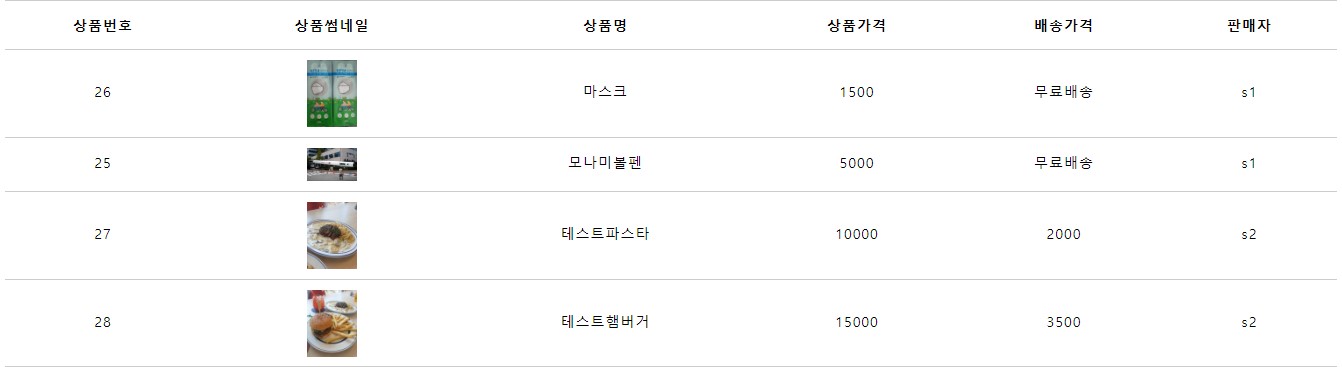 상품번호 상품썸네일 상품명 상품가격 배송가격 판매자
26 마스크 1500 무료배송 s1
25 모나미볼펜 5000 무료배송 s1
27 테스트파스타 10000 2000 s2
28 테스트햄버거 15000 3500 s2